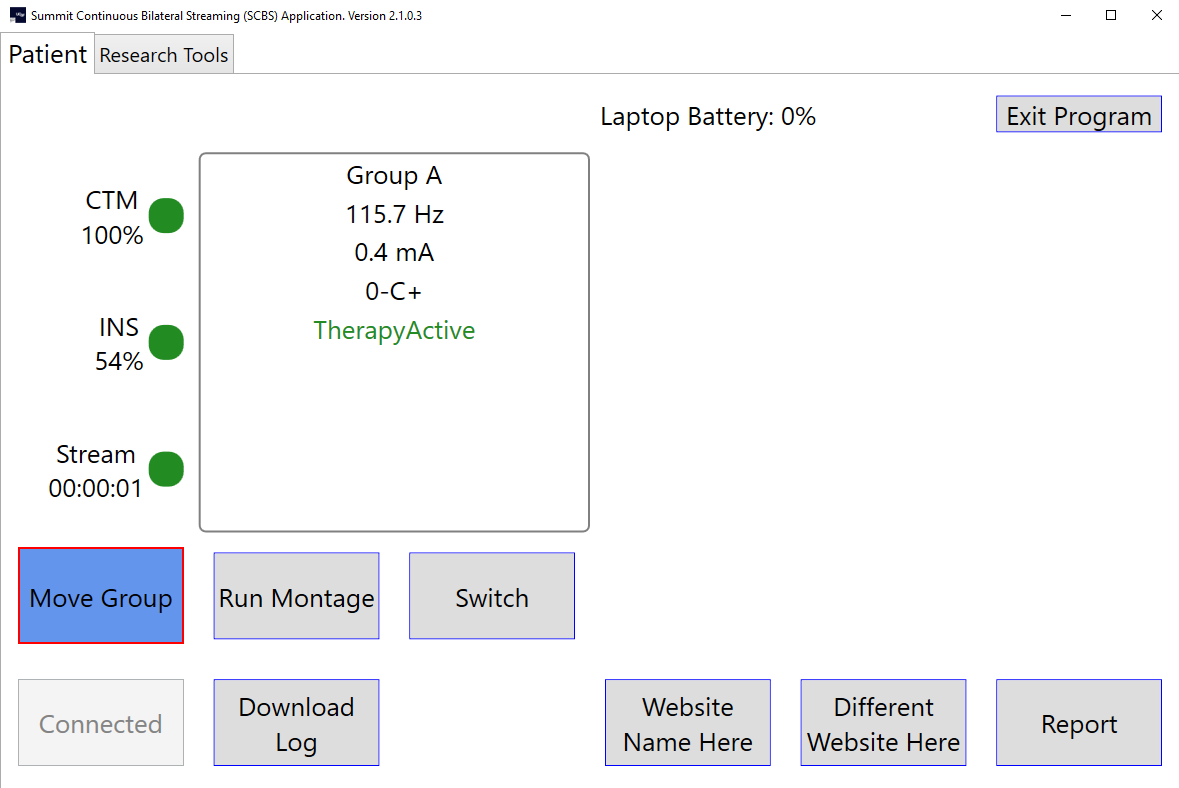 Summit Continuous Bilateral Streaming (SCBS) Application. Version 2.1.0.3
Patient
Research Tools
Laptop Battery: 0%
Exit Program
CTM
100%
INS
54%
Stream
00:00:01
Group A
115.7 Hz
0.4 mA
0-C+
TherapyActive
Move Group
Run Montage
Switch
Connected
Download
Log
Website
Name Here
Different
Website Here
Report